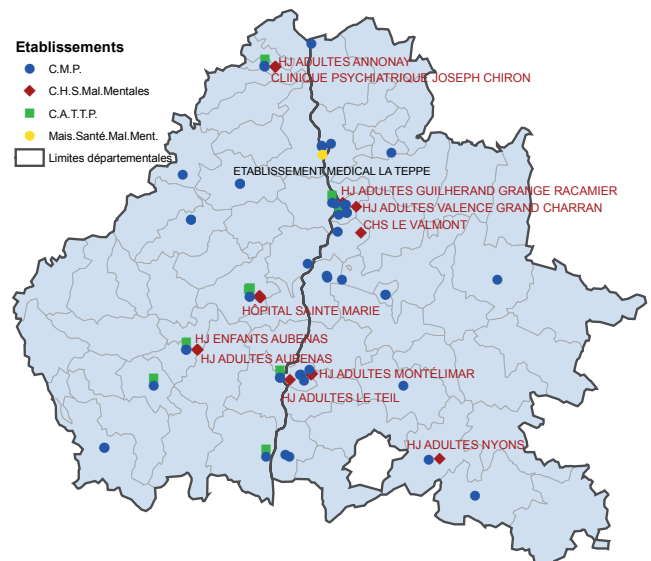 Etablissements
C.M.P.
C.H.S.Mal.Mentales
C.A.T.T.P.
Mais.Santé.Mal.Ment.
Limites départementales
HJ ADULTES ANNONAY
CLINIQUE PSYCHIATRIQUE JOSEPH CHIRON
ETABLISSEMENT MEDICAL LA TEPPE
HJ ADULTES GUILHERAND GRANGE RACAMIER
HJ ADULTES VALENCE GRAND CHARRAN
CHS LE VALMONT
HÔPITAL SAINTE MARIE
HJ ENFANTS AUBENAS
HJ ADULTES AUBENAS
HJ ADULTES MONTÉLIMAR
HJ ADULTES LE TEIL
HJ ADULTES NYONS